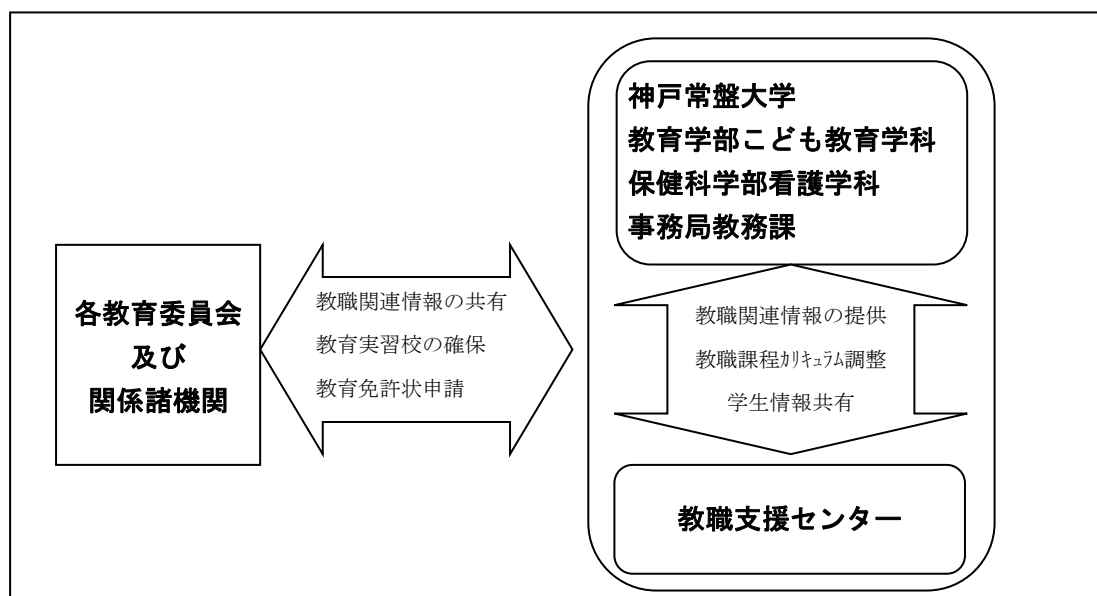 神戸常盤大学
教育学部こども教育学科
保健科学部看護学科
事務局教務課
各教育委員会
及び
関係諸機関
教職関連情報の共有
教育実習校の確保
教育免許状申請
教職関連情報の提供
教職課程ｶﾘｷｭﾗﾑ調整
学生情報共有
教職支援センター